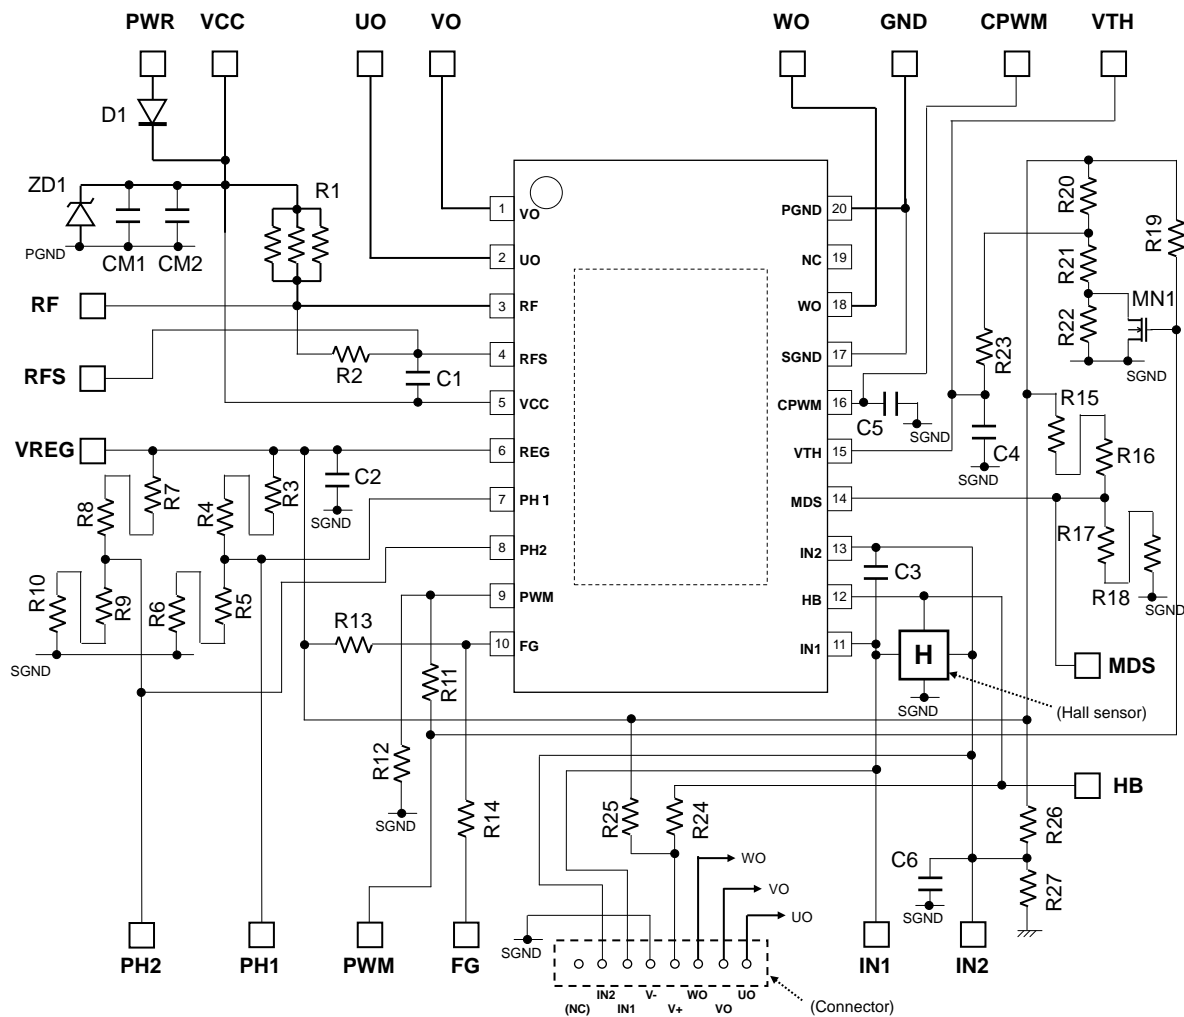 PWR VCC UO VO WO GND CPWM VTH
D1
ZD1
R1
PGND
CM1 CM2
RF
RFS
R2
C1
VREG
C2
SGND
R7
R8
R3
R4
R10
R9
R6
R5
SGND
R13
R11
R12
SGND
R14
1 VO
2 UO
3 RF
4 RFS
5 VCC
6 REG
7 PH 1
8 PH2
9 PWM
10 FG
PGND 20
NC 19
WO 18
SGND 17
CPWM 16
VTH 15
MDS 14
IN2 13
HB 12
IN1 11
R20
R19
R21
MN1
R22
R23
SGND
C5
SGND
R15
R16
C4
SGND
R17
R18
SGND
C3
H
SGND
(Hall sensor)
MDS
HB
R25
R24
R26
C6
R27
SGND
WO
VO
UO
SGND
PH2 PH1 PWM FG IN1 IN2
(NC) IN2 IN1 V- V+ WO VO UO
(Connector)